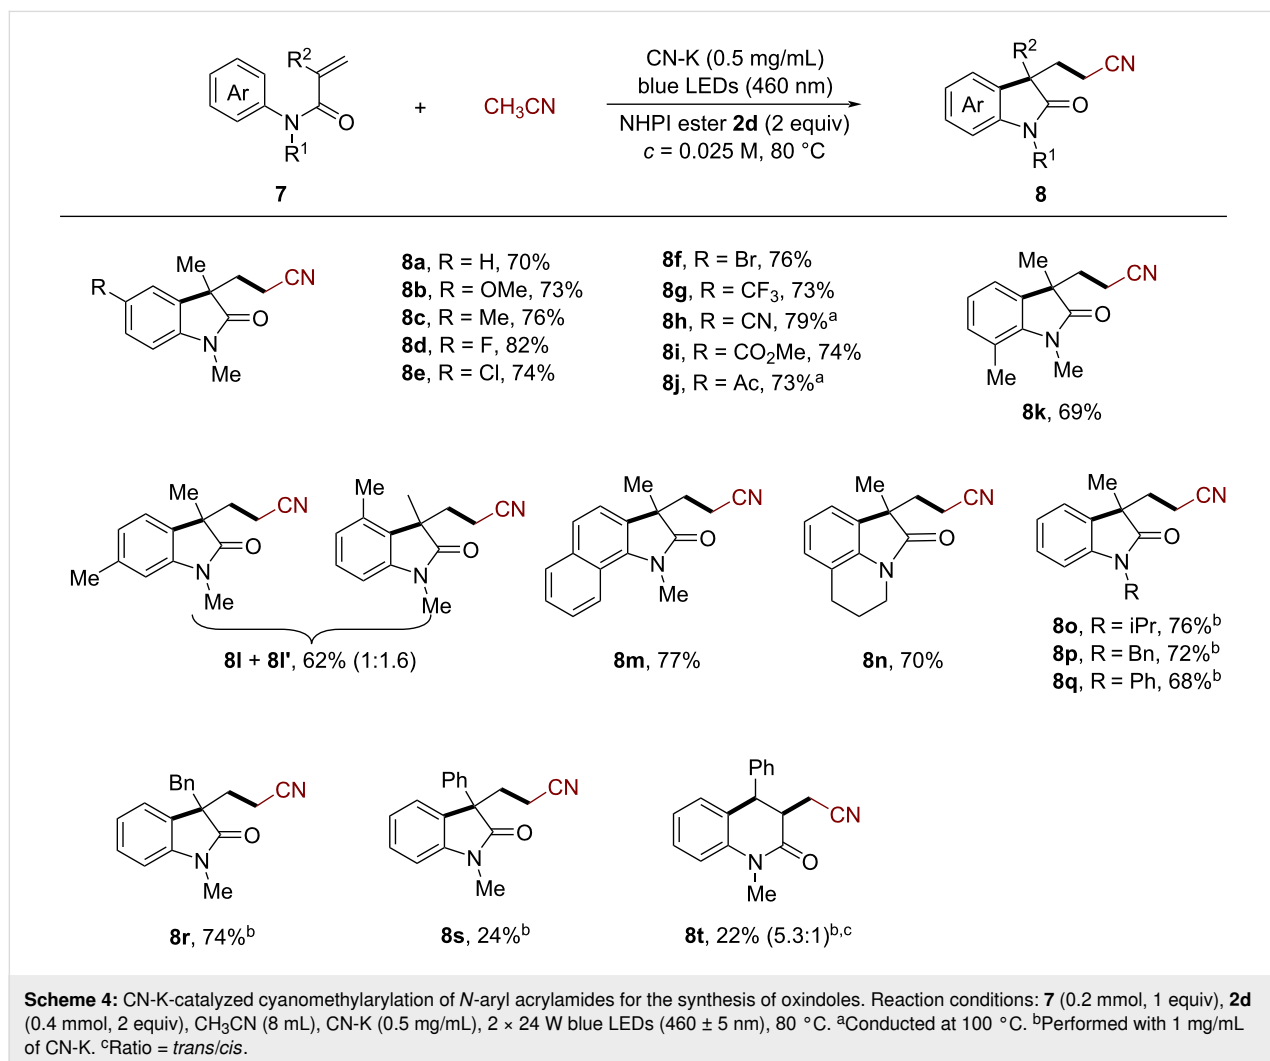 R²
Ar
N
O
R¹
7
+
CH₃CN
CN-K (0.5 mg/mL)
blue LEDs (460 nm)
NHPI ester 2d (2 equiv)
c = 0.025 M, 80 °C
R²
CN
Ar
O
N
R¹
8
R
Me
CN
O
N
Me
8a, R = H, 70%
8b, R = OMe, 73%
8c, R = Me, 76%
8d, R = F, 82%
8e, R = Cl, 74%
8f, R = Br, 76%
8g, R = CF₃, 73%
8h, R = CN, 79%ᵃ
8i, R = CO₂Me, 74%
8j, R = Ac, 73%ᵃ
Me
CN
O
N
Me
Me
8k, 69%
Me
CN
O
N
Me
Me
Me
CN
O
N
Me
8l + 8l', 62% (1:1.6)
Me
CN
O
N
Me
8m, 77%
Me
CN
O
N
8n, 70%
Me
CN
O
N
R
8o, R = iPr, 76%ᵇ
8p, R = Bn, 72%ᵇ
8q, R = Ph, 68%ᵇ
Bn
CN
O
N
Me
8r, 74%ᵇ
Ph
CN
O
N
Me
8s, 24%ᵇ
Ph
CN
N
O
Me
8t, 22% (5.3:1)ᵇ,ᶜ
Scheme 4: CN-K-catalyzed cyanomethylarylation of N-aryl acrylamides for the synthesis of oxindoles. Reaction conditions: 7 (0.2 mmol, 1 equiv), 2d
(0.4 mmol, 2 equiv), CH₃CN (8 mL), CN-K (0.5 mg/mL), 2 × 24 W blue LEDs (460 ± 5 nm), 80 °C. ᵃConducted at 100 °C. ᵇPerformed with 1 mg/mL
of CN-K. ᶜRatio = trans/cis.